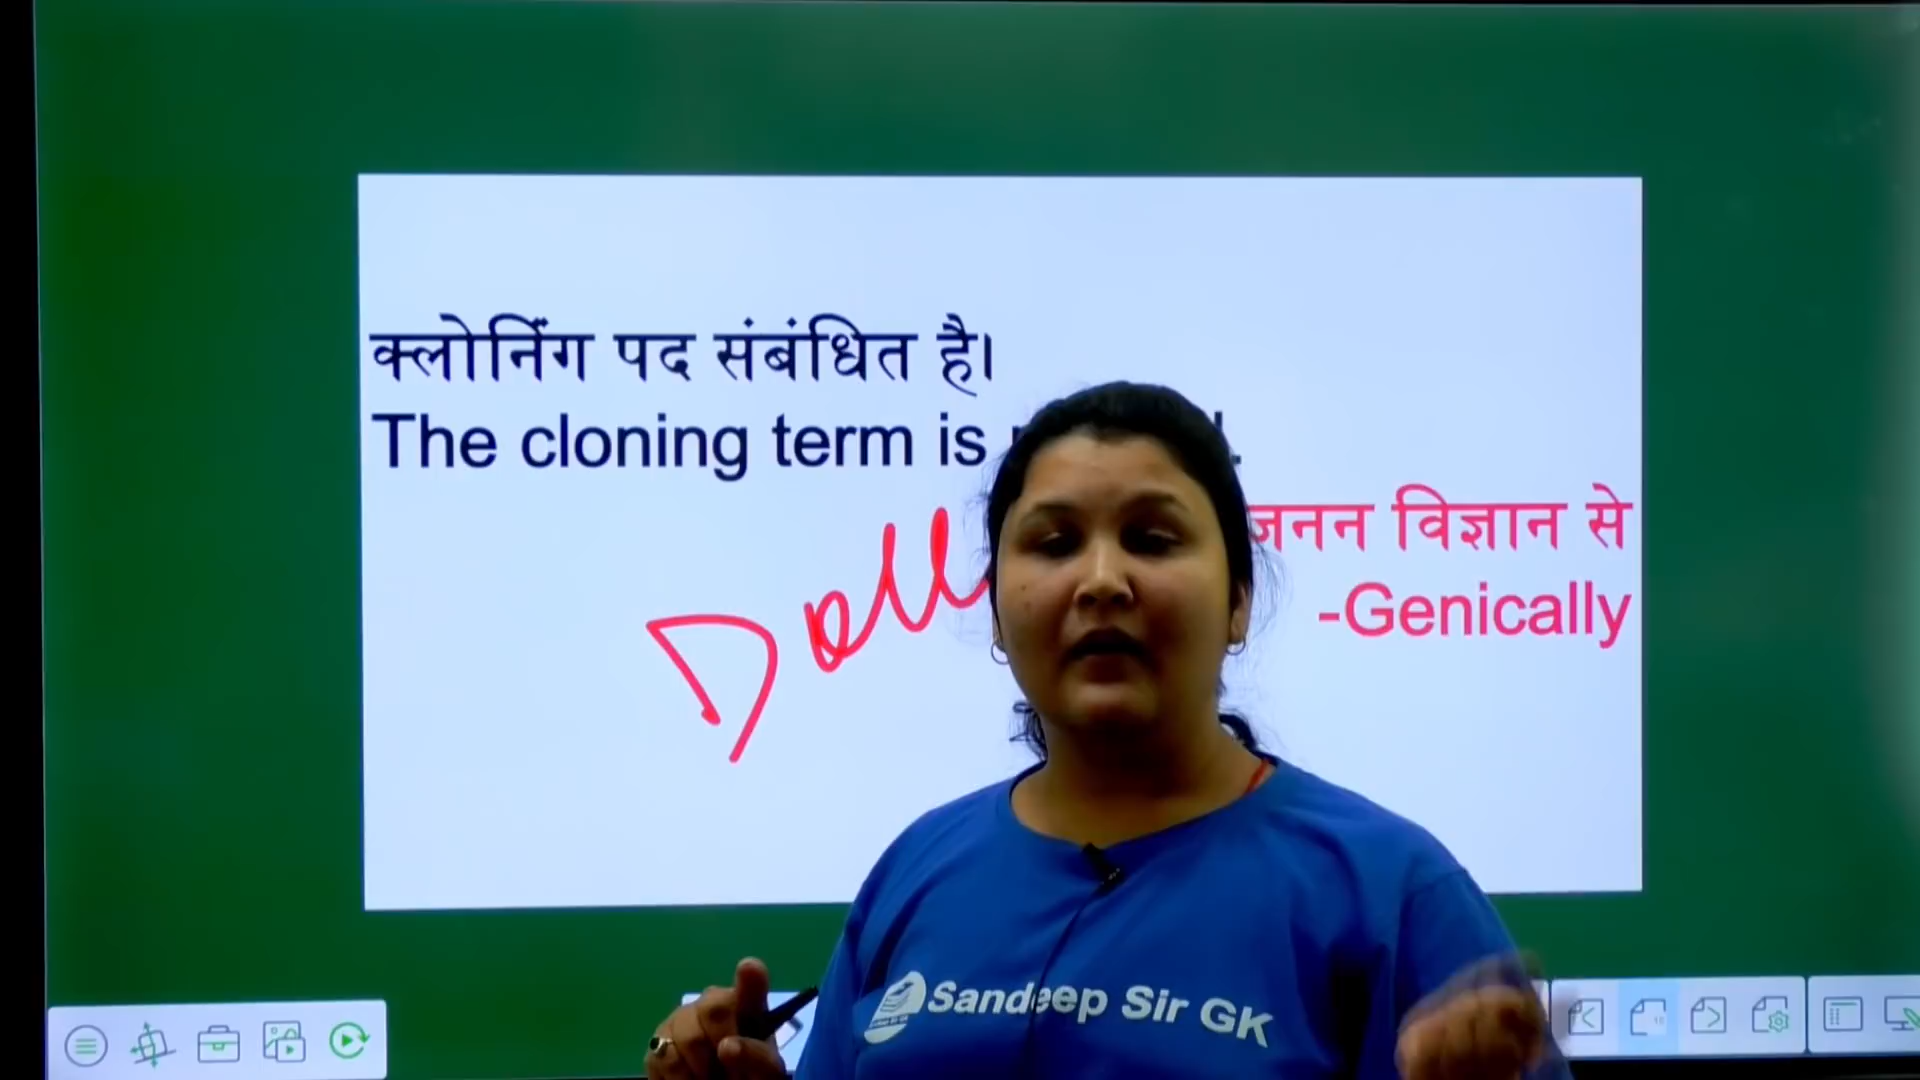 क्लोनिंग पद संबंधित है।
The cloning term is
जनन विज्ञान से
-Genically
Doll
Sandeep Sir GK